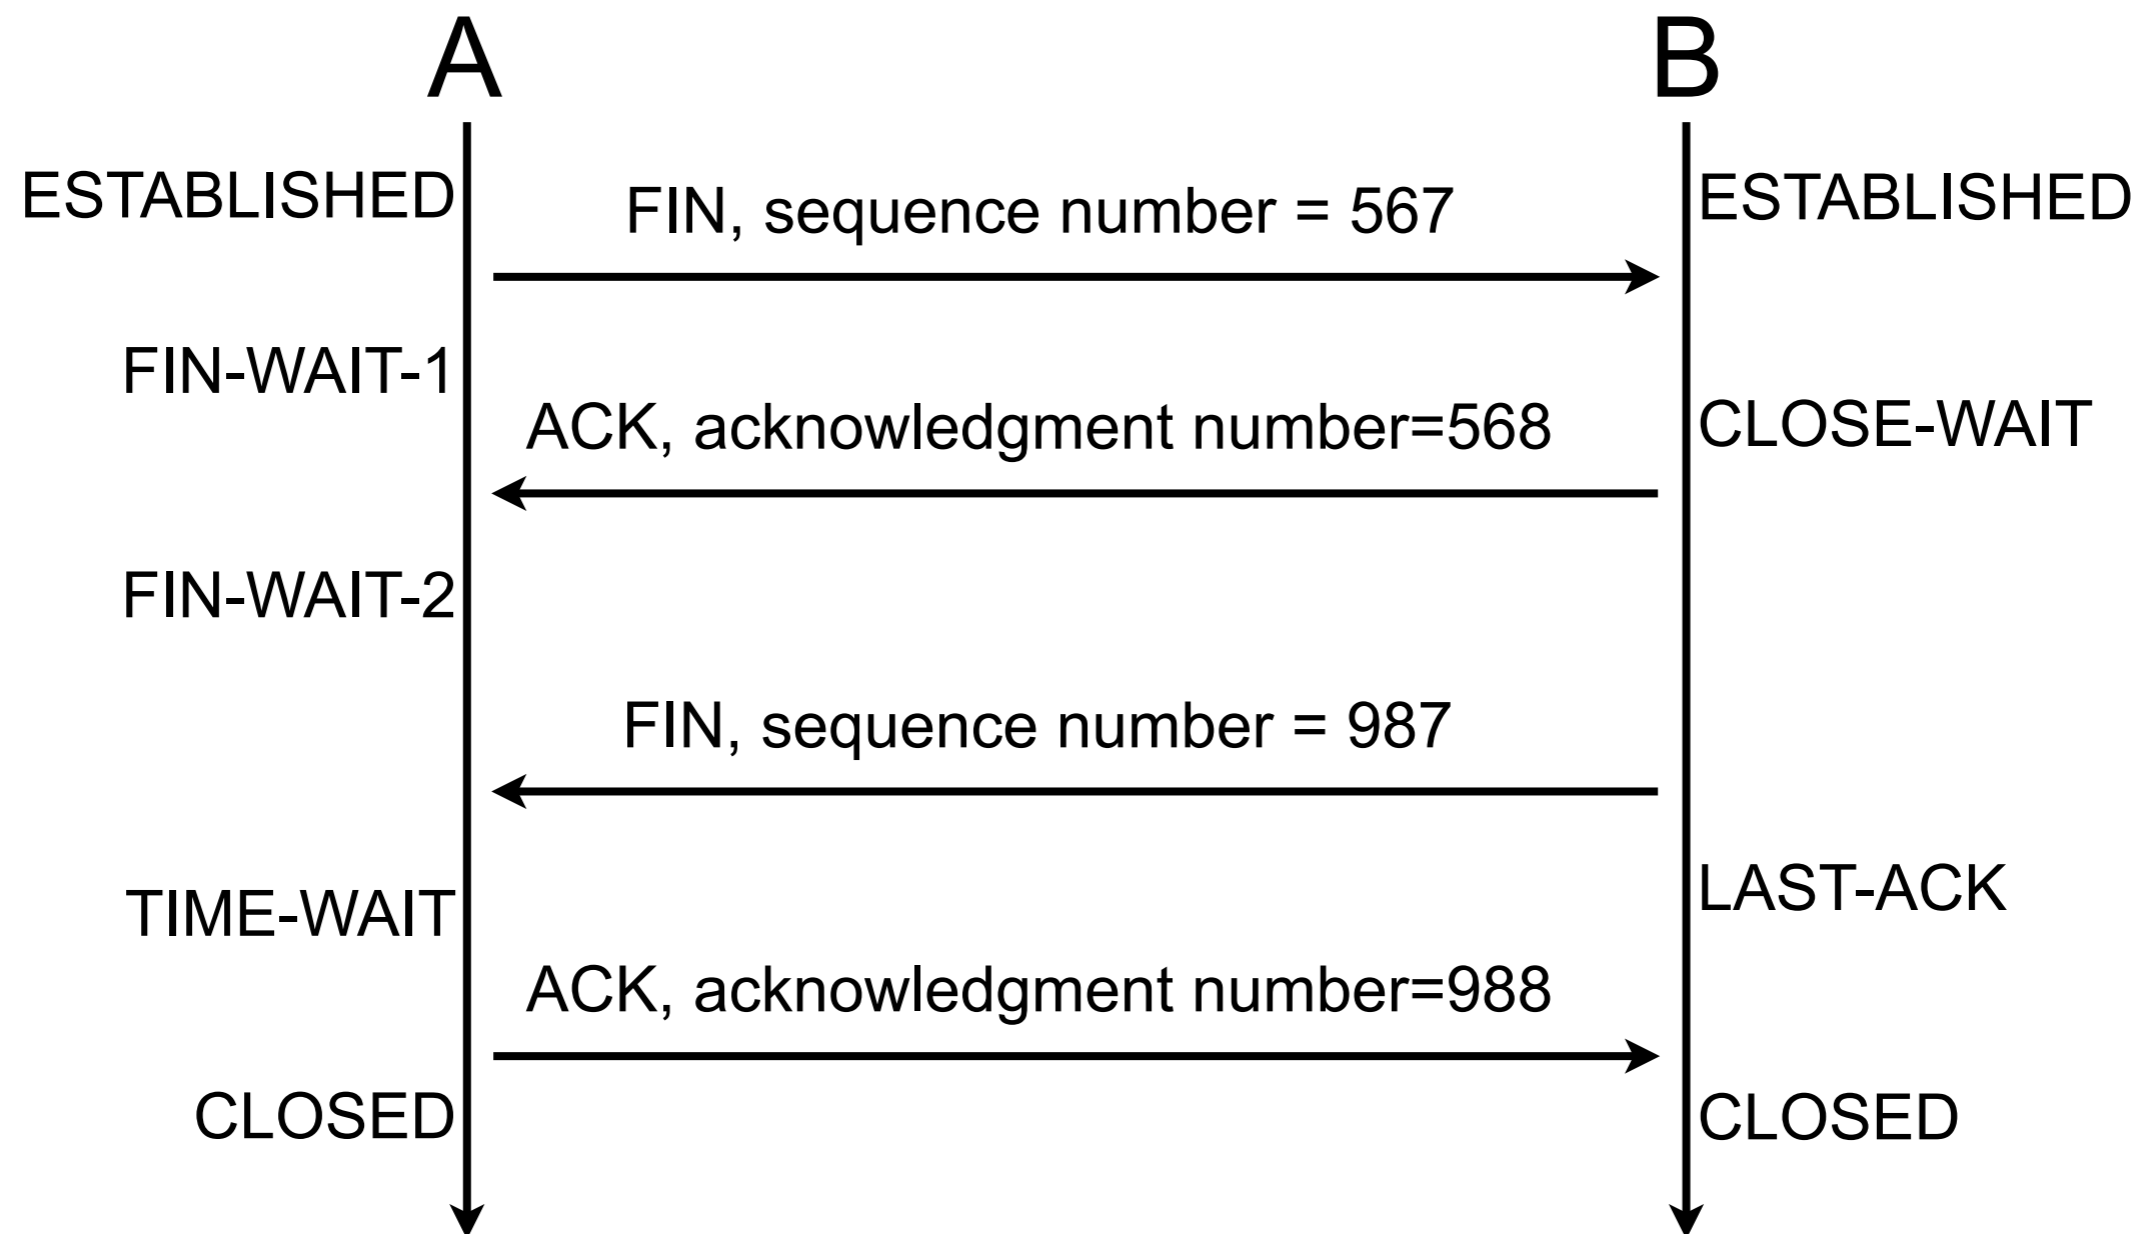 A
B
ESTABLISHED
FIN, sequence number = 567
ESTABLISHED
FIN-WAIT-1
ACK, acknowledgment number=568
CLOSE-WAIT
FIN-WAIT-2
FIN, sequence number = 987
TIME-WAIT
LAST-ACK
ACK, acknowledgment number=988
CLOSED
CLOSED